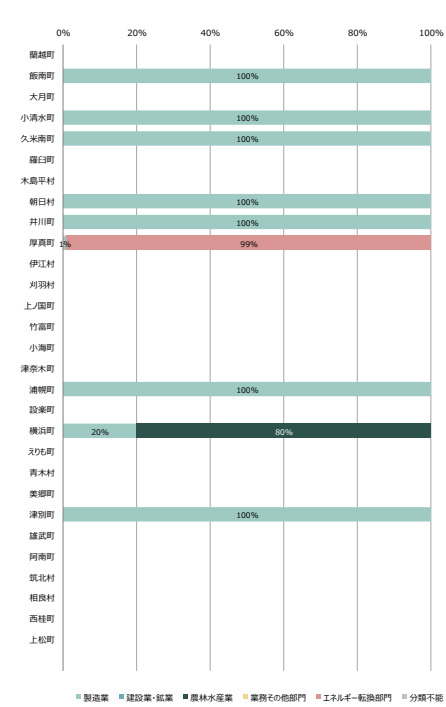 0% 20% 40% 60% 80% 100%
蘭越町
飯南町 100%
大月町
小清水町 100%
久米南町 100%
羅臼町
木島平村
朝日村 100%
井川町 100%
厚真町 1% 99%
伊江村
刈羽村
上ノ国町
竹富町
小海町
津奈木町
浦幌町 100%
設楽町
横浜町 20% 80%
えりも町
青木村
美郷町
津別町 100%
雄武町
阿南町
筑北村
相良村
西桂町
上松町
製造業 建設業・鉱業 農林水産業 業務その他部門 エネルギー転換部門 分類不能